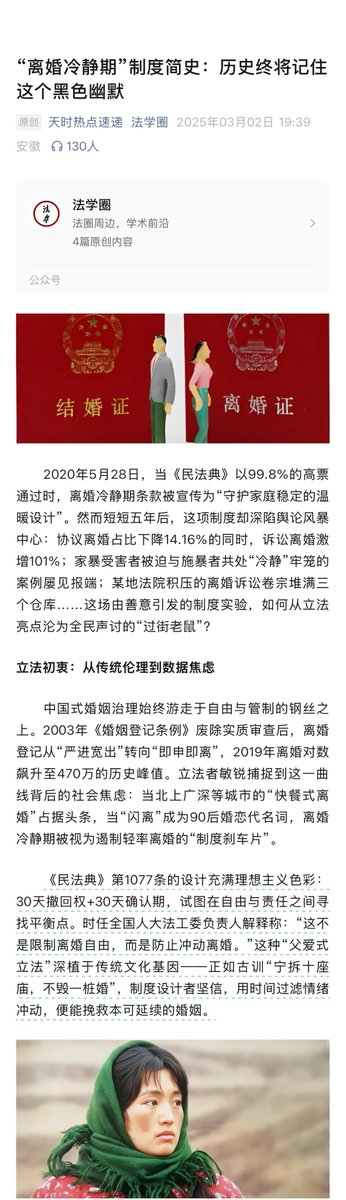 “离婚冷静期”制度简史：历史终将记住
这个黑色幽默
原创 天时热点速递 法学圈 2025年03月02日 19:39
安徽 130人
法学
法学圈
法圈周边，学术前沿
4篇原创内容
公众号
结婚证
离婚证
2020年5月28日，当《民法典》以99.8%的高票
通过时，离婚冷静期条款被宣传为“守护家庭稳定的温
暖设计”。然而短短五年后，这项制度却深陷舆论风暴
中心：协议离婚占比下降14.16%的同时，诉讼离婚激
增101%；家暴受害者被迫与施暴者共处“冷静”牢笼的
案例屡见报端；某地法院积压的离婚诉讼卷宗堆满三
个仓库……这场由善意引发的制度实验，如何从立法
亮点沦为全民声讨的“过街老鼠”？
立法初衷：从传统伦理到数据焦虑
中国式婚姻治理始终游走于自由与管制的钢丝之
上。2003年《婚姻登记条例》废除实质审查后，离婚
登记从“严进宽出”转向“即申即离”，2019年离婚对数
飙升至470万的历史峰值。立法者敏锐捕捉到这一曲
线背后的社会焦虑：当北上广深等城市的“快餐式离
婚”占据头条，当“闪离”成为90后婚恋代名词，离婚
冷静期被视为遏制轻率离婚的“制度刹车片”。
《民法典》第1077条的设计充满理想主义色彩：
30天撤回权+30天确认期，试图在自由与责任之间寻
找平衡点。时任全国人大法工委负责人解释称：“这不
是限制离婚自由，而是防止冲动离婚。”这种“父爱式
立法”深植于传统文化基因——正如古训“宁拆十座
庙，不毁一桩婚”，制度设计者坚信，用时间过滤情绪
冲动，便能挽救本可延续的婚姻。